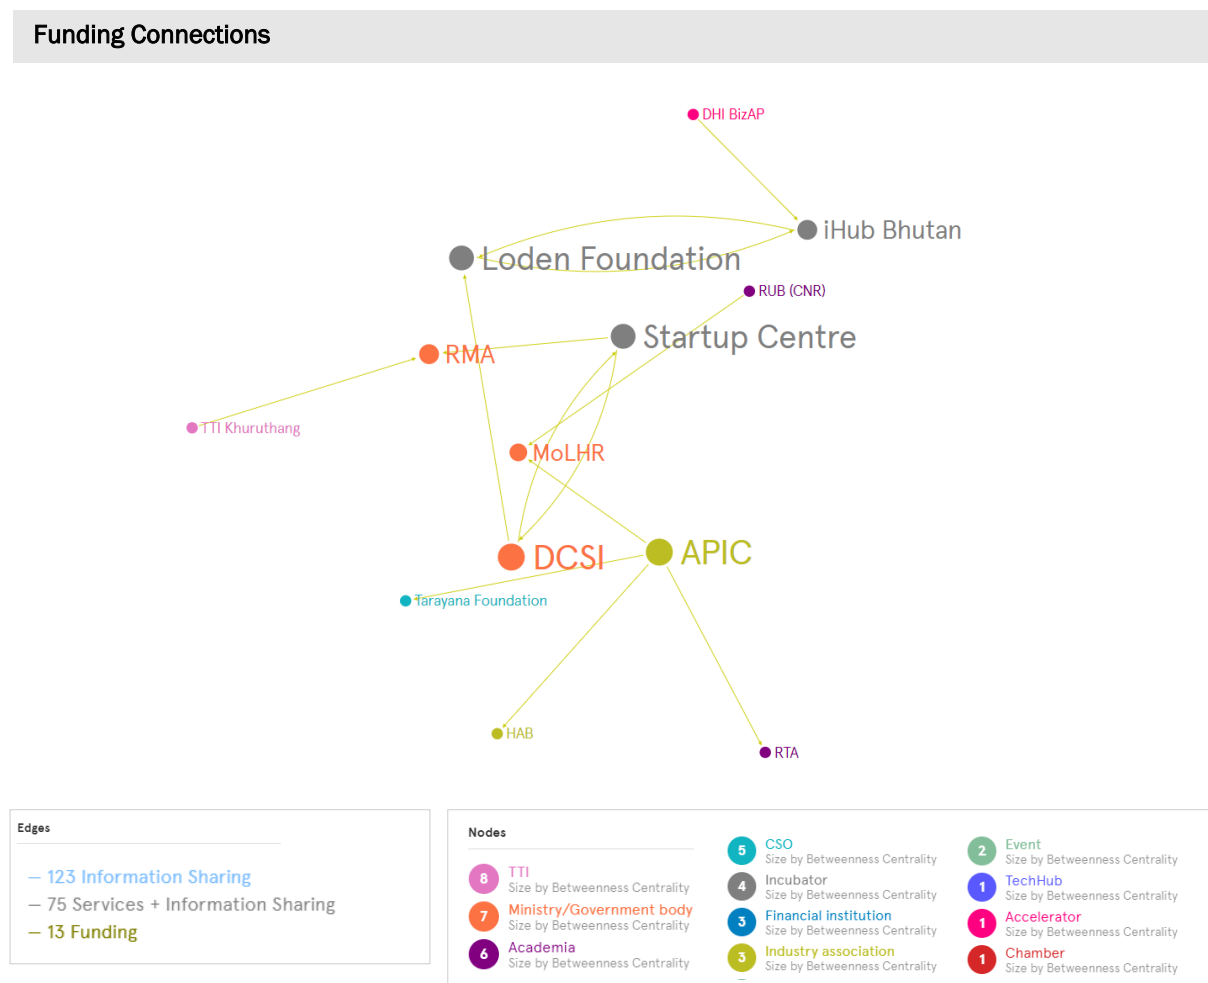 Funding Connections
DHI BizAP
iHub Bhutan
Loden Foundation
RUB (CNR)
Startup Centre
RMA
TTI Khuruthang
MoLHR
DCSI
APIC
Tarayana Foundation
HAB
RTA
Edges
– 123 Information Sharing
– 75 Services + Information Sharing
– 13 Funding
Nodes
8 TTI
Size by Betweenness Centrality
7 Ministry/Government body
Size by Betweenness Centrality
6 Academia
Size by Betweenness Centrality
5 CSO
Size by Betweenness Centrality
4 Incubator
Size by Betweenness Centrality
3 Financial institution
Size by Betweenness Centrality
3 Industry association
Size by Betweenness Centrality
2 Event
Size by Betweenness Centrality
1 TechHub
Size by Betweenness Centrality
1 Accelerator
Size by Betweenness Centrality
1 Chamber
Size by Betweenness Centrality